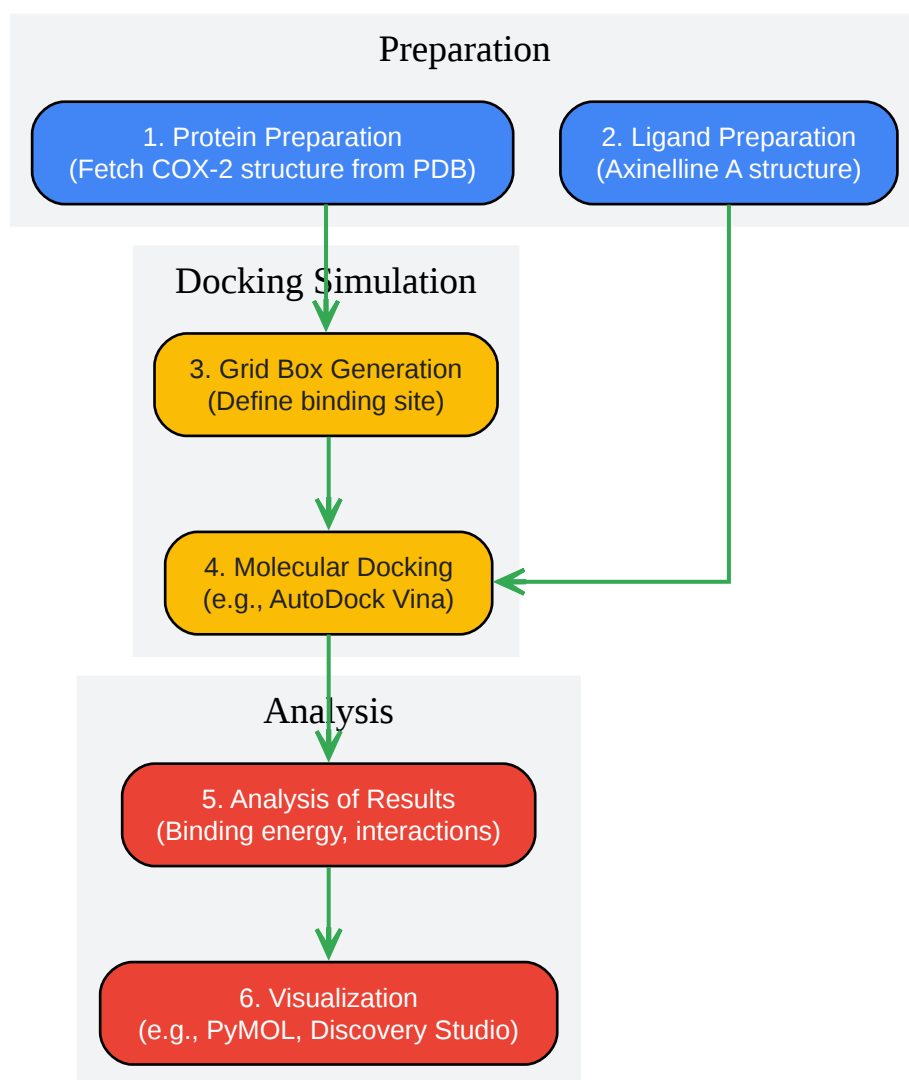 Preparation
1. Protein Preparation
(Fetch COX-2 structure from PDB)
2. Ligand Preparation
(Axinelline A structure)
Docking Simulation
3. Grid Box Generation
(Define binding site)
4. Molecular Docking
(e.g., AutoDock Vina)
Analysis
5. Analysis of Results
(Binding energy, interactions)
6. Visualization
(e.g., PyMOL, Discovery Studio)